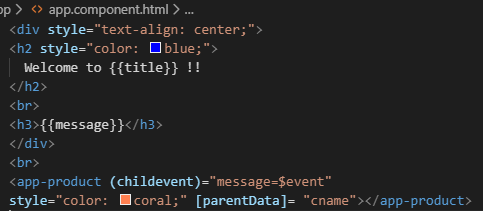 op > app.component.html > ...
<div style="text-align: center;">
<h2 style="color: blue;">
Welcome to {{title}} !!
</h2>
<br>
<h3>{{message}}</h3>
</div>
<br>
<app-product (childevent)="message=$event"
style="color: coral;" [parentData]= "cname"></app-product>